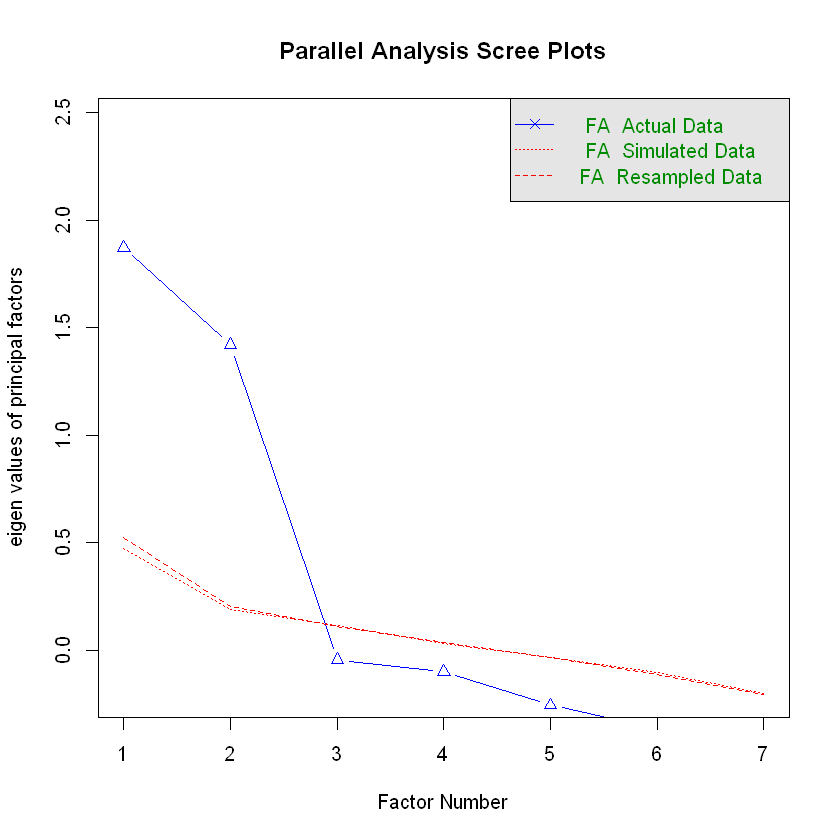 Parallel Analysis Scree Plots
FA  Actual Data
FA  Simulated Data
FA  Resampled Data
eigen values of principal factors
2.5
2.0
1.5
1.0
0.5
0.0
1 2 3 4 5 6 7
Factor Number